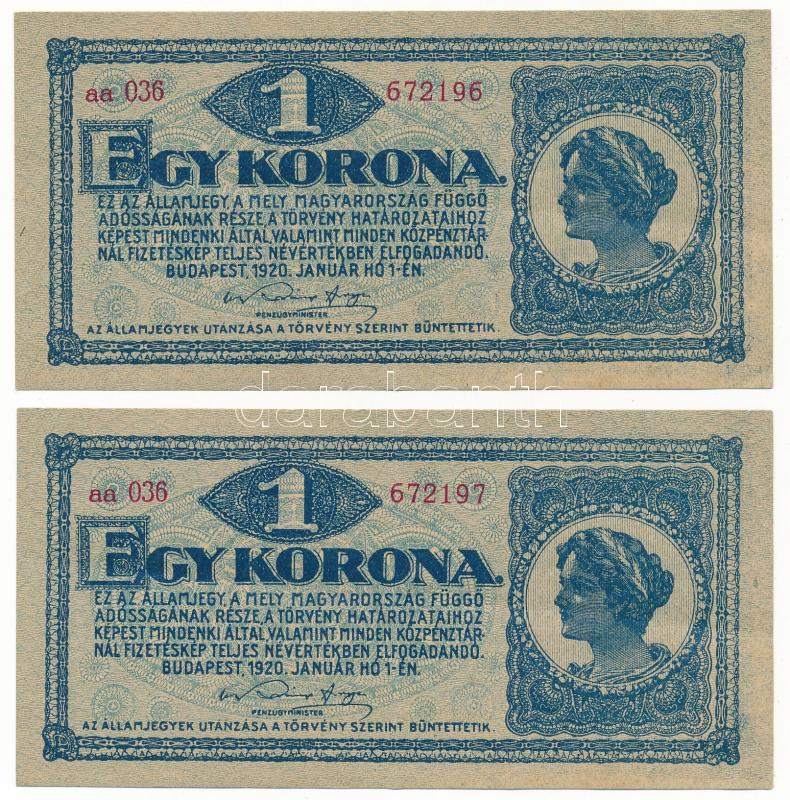 aa 036
1
672196
EGY KORONA.
EZ AZ ÁLLAMJEGY, A MELY MAGYARORSZÁG FÜGGŐ
ADÓSSÁGÁNAK RÉSZE, A TÖRVÉNY HATÁROZATAIHOZ
KÉPEST MINDENKI ÁLTAL, VALAMINT MINDEN KÖZPÉNZTÁR-
NÁL FIZETÉSKÉP TELJES NÉVÉRTÉKBEN ELFOGADANDÓ.
BUDAPEST, 1920. JANUÁR HÓ 1-ÉN.
PÉNZÜGYMINISTER
AZ ÁLLAMJEGYEK UTÁNZÁSA A TÖRVÉNY SZERINT BÜNTETTETIK.
darabanth
aa 036
1
672197
EGY KORONA.
EZ AZ ÁLLAMJEGY, A MELY MAGYARORSZÁG FÜGGŐ
ADÓSSÁGÁNAK RÉSZE, A TÖRVÉNY HATÁROZATAIHOZ
KÉPEST MINDENKI ÁLTAL, VALAMINT MINDEN KÖZPÉNZTÁR-
NÁL FIZETÉSKÉP TELJES NÉVÉRTÉKBEN ELFOGADANDÓ.
BUDAPEST, 1920. JANUÁR HÓ 1-ÉN.
PÉNZÜGYMINISTER
AZ ÁLLAMJEGYEK UTÁNZÁSA A TÖRVÉNY SZERINT BÜNTETTETIK.